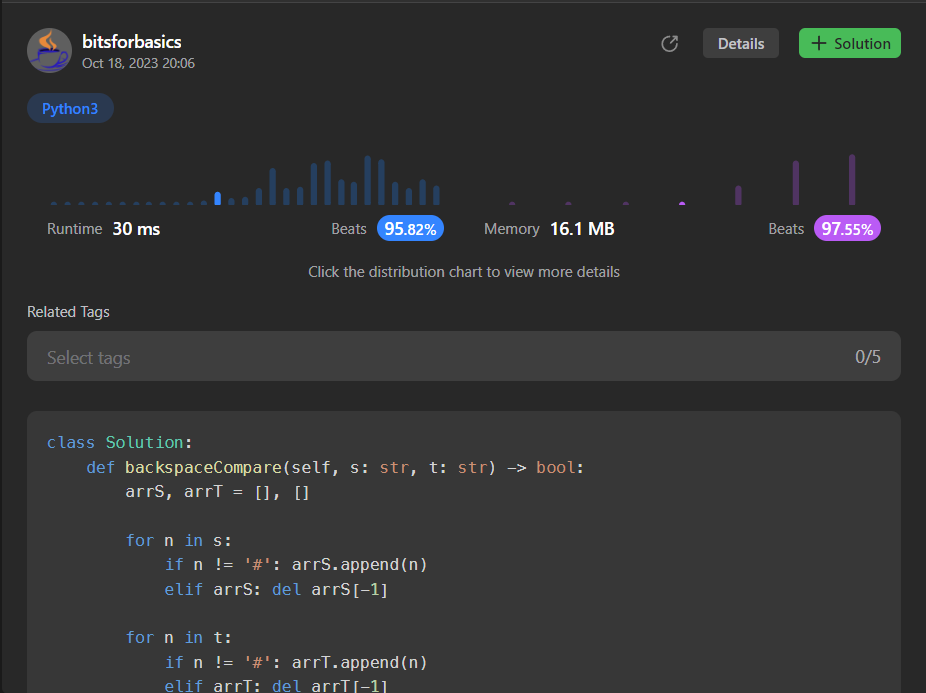 bitsforbasics
Oct 18, 2023 20:06
Details
+ Solution
Python3
Runtime 30 ms Beats 95.82% Memory 16.1 MB Beats 97.55%
Click the distribution chart to view more details
Related Tags
Select tags 0/5
class Solution:
    def backspaceCompare(self, s: str, t: str) -> bool:
        arrS, arrT = [], []

        for n in s:
            if n != '#': arrS.append(n)
            elif arrS: del arrS[-1]

        for n in t:
            if n != '#': arrT.append(n)
            elif arrT: del arrT[-1]